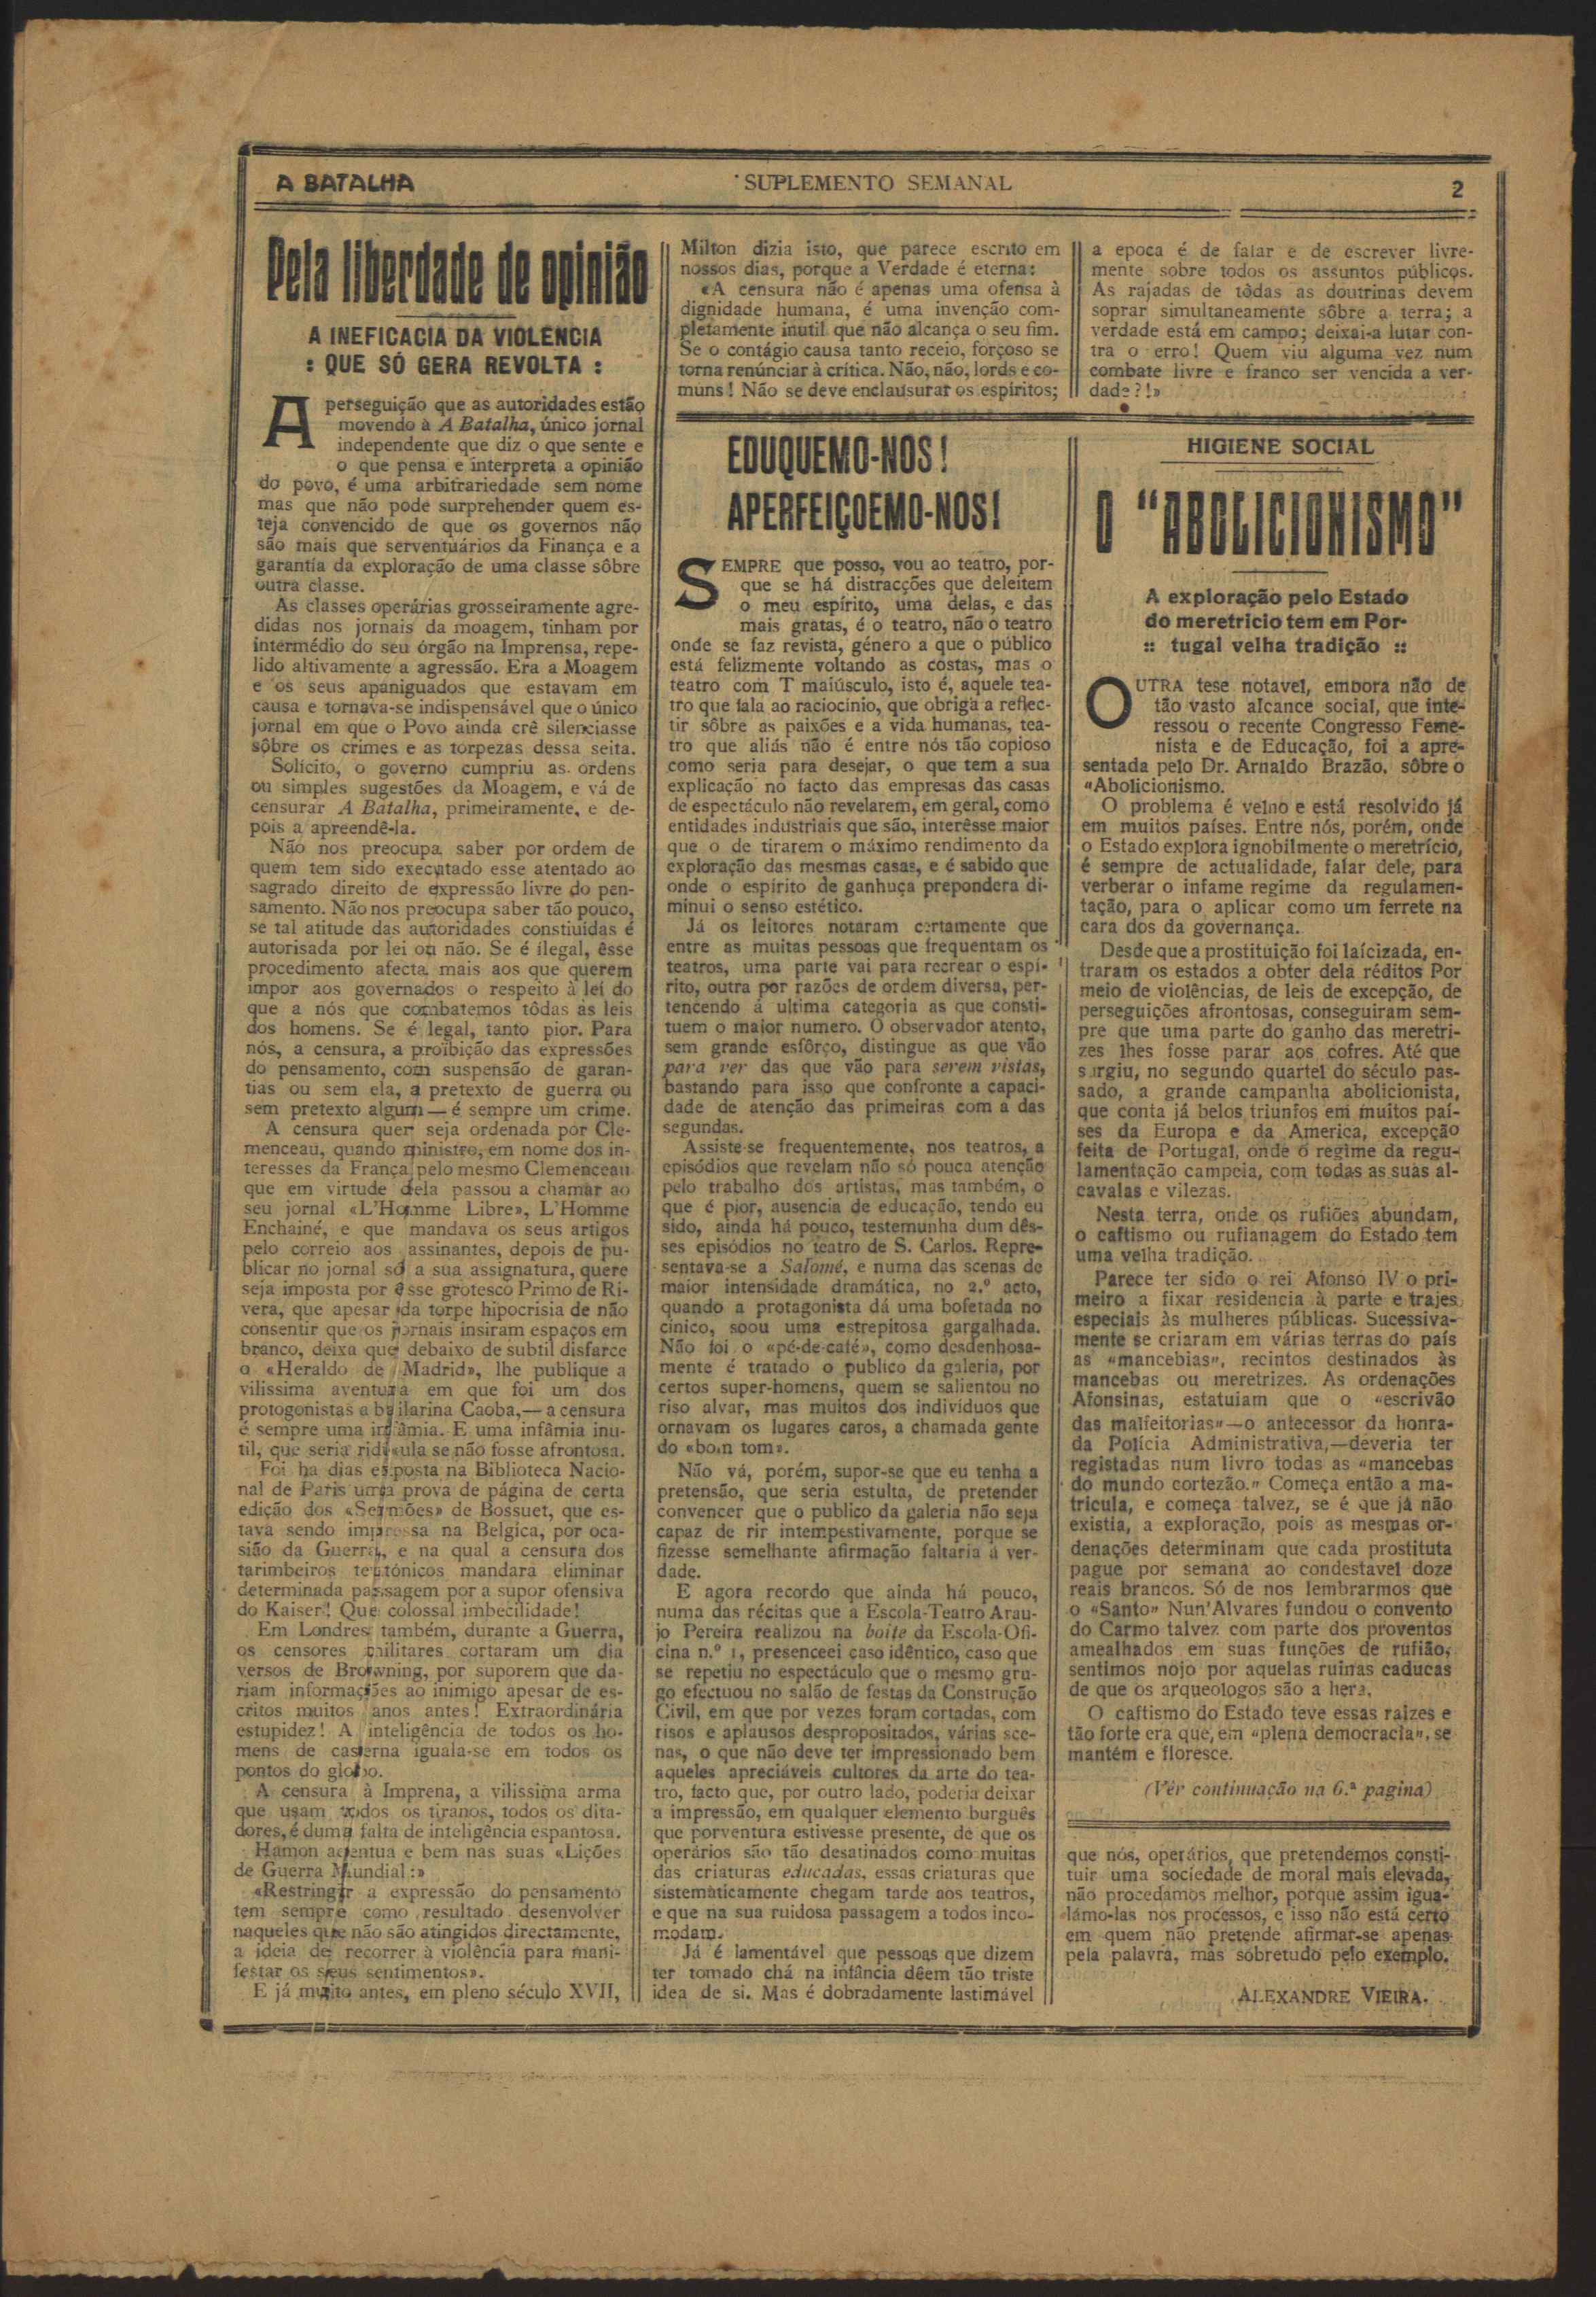 A BATALHA
SUPLEMENTO SEMANAL
2
Pela liberdade de opinião
A INEFICACIA DA VIOLENCIA
: QUE SÓ GERA REVOLTA :
A perseguição que as autoridades estão
movendo à A Batalha, único jornal
independente que diz o que sente e
o que pensa e interpreta a opinião
do povo, é uma arbitrariedade sem nome
mas que não pode surprehender quem es-
teja convencido de que os governos não
são mais que serventuários da Finança e a
garantia da exploração de uma classe sôbre
outra classe.
As classes operárias grosseiramente agre-
didas nos jornais da moagem, tinham por
intermédio do seu órgão na Imprensa, repe-
lido altivamente a agressão. Era a Moagem
e os seus apaniguados que estavam em
causa e tornava-se indispensável que o único
jornal em que o Povo ainda crê silenciasse
sôbre os crimes e as torpezas dessa seita.
Solícito, o governo cumpriu as ordens
ou simples sugestões da Moagem, e vá de
censurar A Batalha, primeiramente, e de-
pois a apreendê-la.
Não nos preocupa saber por ordem de
quem tem sido executado esse atentado ao
sagrado direito de expressão livre do pen-
samento. Não nos preocupa saber tão pouco,
se tal atitude das autoridades constiuidas é
autorisada por lei ou não. Se é ilegal, êsse
procedimento afecta mais aos que querem
impor aos governados o respeito à lei do
que a nós que combatemos tôdas as leis
dos homens. Se é legal, tanto pior. Para
nós, a censura, a proïbição das expressões
do pensamento, com suspensão de garan-
tias ou sem ela, a pretexto de guerra ou
sem pretexto algum—é sempre um crime.
A censura quer seja ordenada por Cle-
menceau, quando ministro, em nome dos in-
teresses da França pelo mesmo Clemenceau
que em virtude dela passou a chamar ao
seu jornal «L'Homme Libre», L'Homme
Enchainé, e que mandava os seus artigos
pelo correio aos assinantes, depois de pu-
blicar no jornal só a sua assignatura, quere
seja imposta por êsse grotesco Primo de Ri-
vera, que apesar da torpe hipocrisia de não
consentir que os jornais insiram espaços em
branco, deixa que debaixo de subtil disfarce
o «Heraldo de Madrid», lhe publique a
vilissima aventura em que foi um dos
protogonistas a bailarina Caoba,—a censura
é sempre uma infâmia. E uma infâmia inu-
til, que seria ridicula se não fosse afrontosa.
Foi ha dias exposta na Biblioteca Nacio-
nal de Paris uma prova de página de certa
edição dos «Sermões» de Bossuet, que es-
tava sendo impressa na Belgica, por oca-
sião da Guerra, e na qual a censura dos
tarimbeiros teutónicos mandara eliminar
determinada passagem por a supor ofensiva
do Kaiser! Que colossal imbecilidade!
Em Londres também, durante a Guerra,
os censores militares cortaram um dia
versos de Browning, por suporem que da-
riam informações ao inimigo apesar de es-
critos muitos anos antes! Extraordinária
estupidez! A inteligência de todos os ho-
mens de caserna iguala-se em todos os
pontos do globo.
A censura à Imprena, a vilissima arma
que usam todos os tiranos, todos os dita-
dores, é duma falta de inteligência espantosa.
Hamon acentua e bem nas suas «Lições
de Guerra Mundial:»
«Restringir a expressão do pensamento
tem sempre como resultado desenvolver
naqueles que não são atingidos directamente,
a ideia de recorrer à violência para mani-
festar os seus sentimentos».
E já muito antes, em pleno século XVII,
Milton dizia isto, que parece escrito em
nossos dias, porque a Verdade é eterna:
«A censura não é apenas uma ofensa à
dignidade humana, é uma invenção com-
pletamente inutil que não alcança o seu fim.
Se o contágio causa tanto receio, forçoso se
torna renúnciar à crítica. Não, não, lords e co-
muns! Não se deve enclausurar os espiritos;
a epoca é de falar e de escrever livre-
mente sobre todos os assuntos públicos.
As rajadas de tôdas as doutrinas devem
soprar simultaneamente sôbre a terra; a
verdade está em campo; deixai-a lutar con-
tra o erro! Quem viu alguma vez num
combate livre e franco ser vencida a ver-
dade?!»
EDUQUEMO-NOS!
APERFEIÇOEMO-NOS!
SEMPRE que posso, vou ao teatro, por-
que se há distracções que deleitem
o meu espírito, uma delas, e das
mais gratas, é o teatro, não o teatro
onde se faz revista, género a que o público
está felizmente voltando as costas, mas o
teatro com T maiúsculo, isto é, aquele tea-
tro que fala ao raciocinio, que obriga a reflec-
tir sôbre as paixões e a vida humanas, tea-
tro que aliás não é entre nós tão copioso
como seria para desejar, o que tem a sua
explicação no facto das empresas das casas
de espectáculo não revelarem, em geral, como
entidades industriais que são, interêsse maior
que o de tirarem o máximo rendimento da
exploração das mesmas casas, e é sabido que
onde o espirito de ganhuça prepondera di-
minui o senso estético.
Já os leitores notaram certamente que
entre as muitas pessoas que frequentam os
teatros, uma parte vai para recrear o espí-
rito, outra por razões de ordem diversa, per-
tencendo á ultima categoria as que consti-
tuem o maior numero. O observador atento,
sem grande esfôrço, distingue as que vão
para ver das que vão para serem vistas,
bastando para isso que confronte a capaci-
dade de atenção das primeiras com a das
segundas.
Assiste-se frequentemente, nos teatros, a
episódios que revelam não só pouca atenção
pelo trabalho dos artistas, mas também, o
que é pior, ausencia de educação, tendo eu
sido, ainda há pouco, testemunha dum dês-
ses episódios no teatro de S. Carlos. Repre-
sentava-se a Salomé, e numa das scenas de
maior intensidade dramática, no 2.º acto,
quando a protagonista dá uma bofetada no
cinico, soou uma estrepitosa gargalhada.
Não foi o «pé-de-café», como desdenhosa-
mente é tratado o publico da galeria, por
certos super-homens, quem se salientou no
riso alvar, mas muitos dos indivíduos que
ornavam os lugares caros, a chamada gente
do «bom tom».
Não vá, porém, supor-se que eu tenha a
pretensão, que seria estulta, de pretender
convencer que o publico da galeria não seja
capaz de rir intempestivamente, porque se
fizesse semelhante afirmação faltaria á ver-
dade.
E agora recordo que ainda há pouco,
numa das récitas que a Escola-Teatro Arau-
jo Pereira realizou na boite da Escola-Ofi-
cina n.º 1, presenceei caso idêntico, caso que
se repetiu no espectáculo que o mesmo gru-
go efectuou no salão de festas da Construção
Civil, em que por vezes foram cortadas, com
risos e aplausos despropositados, várias sce-
nas, o que não deve ter impressionado bem
aqueles apreciáveis cultores da arte do tea-
tro, facto que, por outro lado, poderia deixar
a impressão, em qualquer elemento burguês
que porventura estivesse presente, de que os
operários são tão desatinados como muitas
das criaturas educadas, essas criaturas que
sistemàticamente chegam tarde aos teatros,
e que na sua ruidosa passagem a todos inco-
modam.
Já é lamentável que pessoas que dizem
ter tomado chá na infância dêem tão triste
idea de si. Mas é dobradamente lastimável
que nós, operários, que pretendemos consti-
tuir uma sociedade de moral mais elevada,
não procedamos melhor, porque assim igua-
lámo-las nos processos, e isso não está certo
em quem não pretende afirmar-se apenas
pela palavra, mas sobretudo pelo exemplo.
ALEXANDRE VIEIRA.
HIGIENE SOCIAL
O "ABOLICIONISMO"
A exploração pelo Estado
do meretricio tem em Por-
:: tugal velha tradição ::
OUTRA tese notavel, embora não de
tão vasto alcance social, que inte-
ressou o recente Congresso Feme-
nista e de Educação, foi a apre-
sentada pelo Dr. Arnaldo Brazão, sôbre o
"Abolicionismo.
O problema é velho e está resolvido já
em muitos países. Entre nós, porém, onde
o Estado explora ignobilmente o meretrício,
é sempre de actualidade, falar dele, para
verberar o infame regime da regulamen-
tação, para o aplicar como um ferrete na
cara dos da governança.
Desde que a prostituição foi laícizada, en-
traram os estados a obter dela réditos Por
meio de violências, de leis de excepção, de
perseguições afrontosas, conseguiram sem-
pre que uma parte do ganho das meretri-
zes lhes fosse parar aos cofres. Até que
surgiu, no segundo quartel do século pas-
sado, a grande campanha abolicionista,
que conta já belos triunfos em muitos paí-
ses da Europa e da America, excepção
feita de Portugal, onde o regime da regu-
lamentação campeia, com todas as suas al-
cavalas e vilezas.
Nesta terra, onde os rufiões abundam,
o caftismo ou rufianagem do Estado tem
uma velha tradição.
Parece ter sido o rei Afonso IV o pri-
meiro a fixar residencia à parte e trajes
especiais às mulheres públicas. Sucessiva-
mente se criaram em várias terras do país
as "mancebias", recintos destinados às
mancebas ou meretrizes. As ordenações
Afonsinas, estatuiam que o "escrivão
das malfeitorias"—o antecessor da honra-
da Polícia Administrativa,—deveria ter
registadas num livro todas as "mancebas
do mundo cortezão." Começa então a ma-
tricula, e começa talvez, se é que já não
existia, a exploração, pois as mesmas or-
denações determinam que cada prostituta
pague por semana ao condestavel doze
reais brancos. Só de nos lembrarmos que
o "Santo" Nun'Alvares fundou o convento
do Carmo talvez com parte dos proventos
amealhados em suas funções de rufião,
sentimos nojo por aquelas ruinas caducas
de que os arqueologos são a hera.
O caftismo do Estado teve essas raizes e
tão forte era que, em "plena democracia", se
mantém e floresce.
(Vêr continuação na 6.ª pagina)